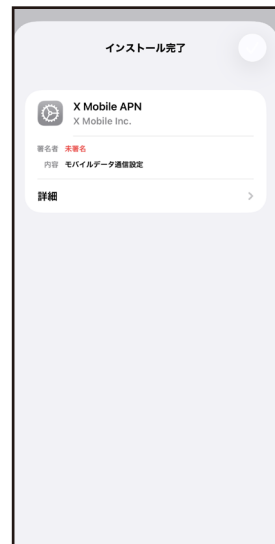 インストール完了
X Mobile APN
X Mobile Inc.
署名者 未署名
内容 モバイルデータ通信設定
詳細